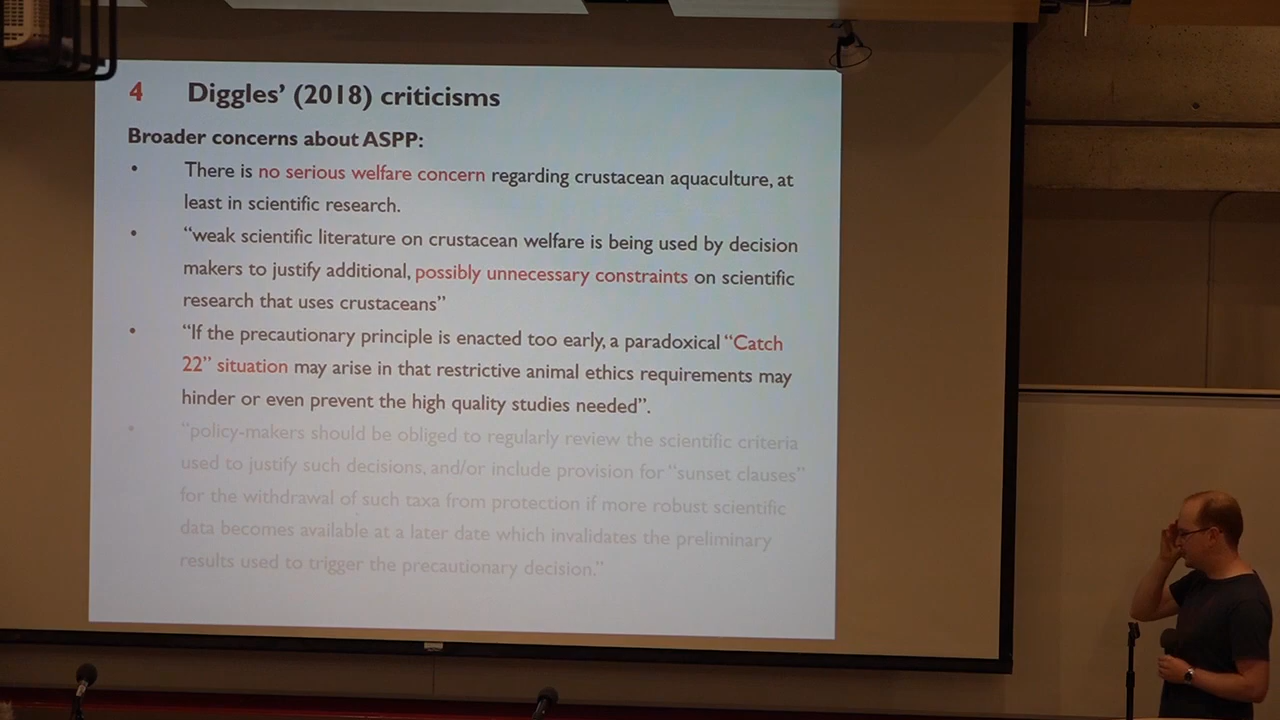 4 Diggles' (2018) criticisms
Broader concerns about ASPP:
• There is no serious welfare concern regarding crustacean aquaculture, at
least in scientific research.
• “weak scientific literature on crustacean welfare is being used by decision
makers to justify additional, possibly unnecessary constraints on scientific
research that uses crustaceans”
• “If the precautionary principle is enacted too early, a paradoxical “Catch
22” situation may arise in that restrictive animal ethics requirements may
hinder or even prevent the high quality studies needed”.
• “policy-makers should be obliged to regularly review the scientific criteria
used to justify such decisions, and/or include provision for “sunset clauses”
for the withdrawal of such taxa from protection if more robust scientific
data becomes available at a later date which invalidates the preliminary
results used to trigger the precautionary decision.”